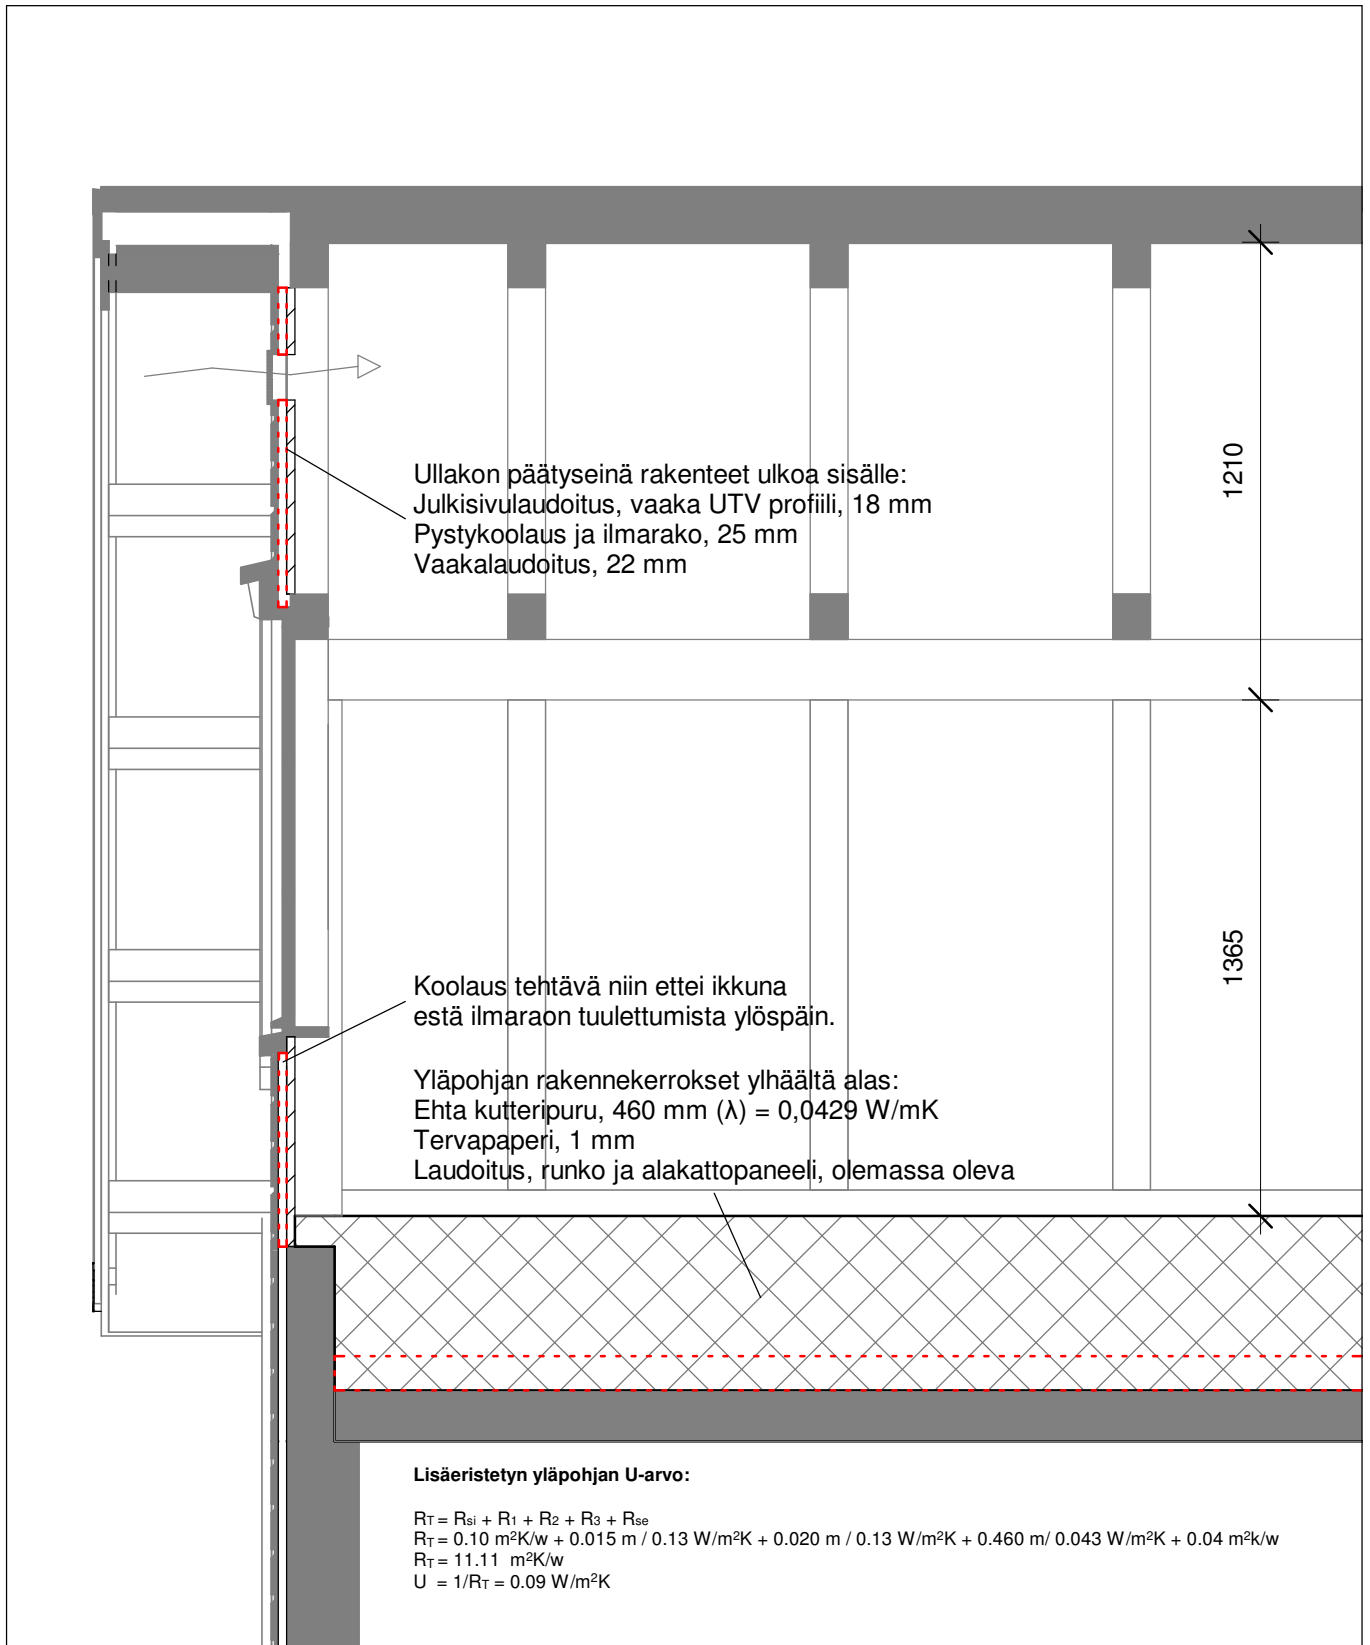 1210
Ullakon päätyseinä rakenteet ulkoa sisälle:
Julkisivulaudoitus, vaaka UTV profiili, 18 mm
Pystykoolaus ja ilmarako, 25 mm
Vaakalaudoitus, 22 mm
1365
Koolaus tehtävä niin ettei ikkuna
estä ilmaraon tuulettumista ylöspäin.
Yläpohjan rakennekerrokset ylhäältä alas:
Ehta kutteripuru, 460 mm (λ) = 0,0429 W/mK
Tervapaperi, 1 mm
Laudoitus, runko ja alakattopaneeli, olemassa oleva
Lisäeristetyn yläpohjan U-arvo:
RT = Rsi + R1 + R2 + R3 + Rse
RT = 0.10 m²K/w + 0.015 m / 0.13 W/m²K + 0.020 m / 0.13 W/m²K + 0.460 m/ 0.043 W/m²K + 0.04 m²k/w
RT = 11.11 m²K/w
U = 1/RT = 0.09 W/m²K